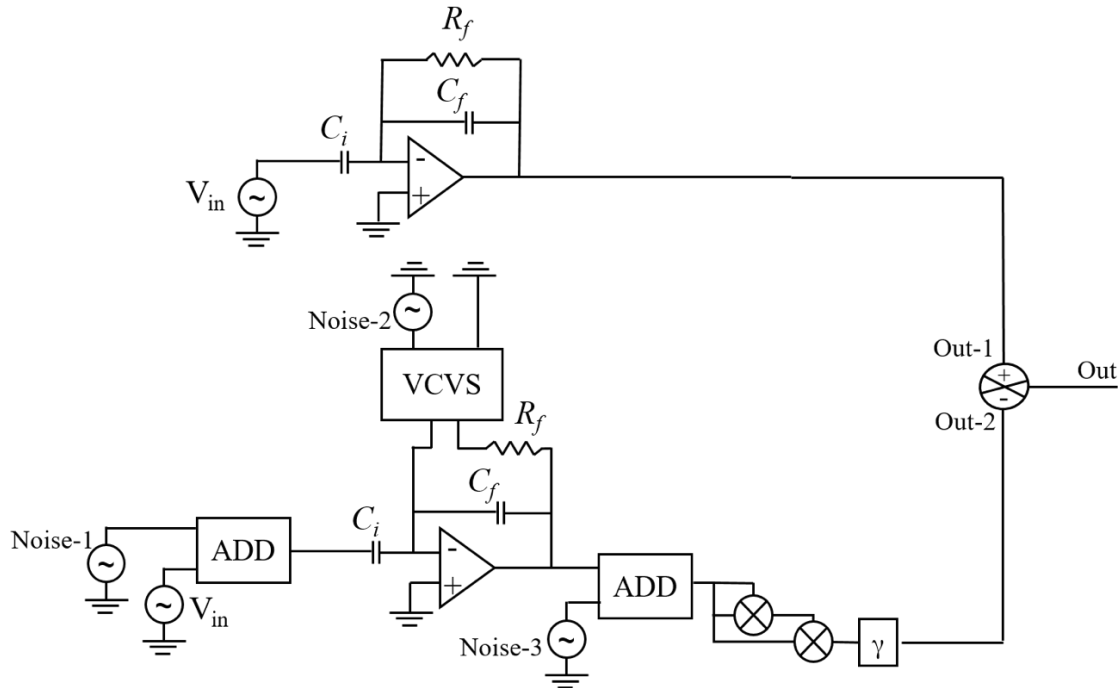 R_f
C_f
C_i
-
+
~
V_in
~
Noise-2
VCVS
R_f
C_f
C_i
-
+
Noise-1
~
ADD
~
V_in
ADD
Noise-3
~
γ
Out-1
+
-
Out
Out-2